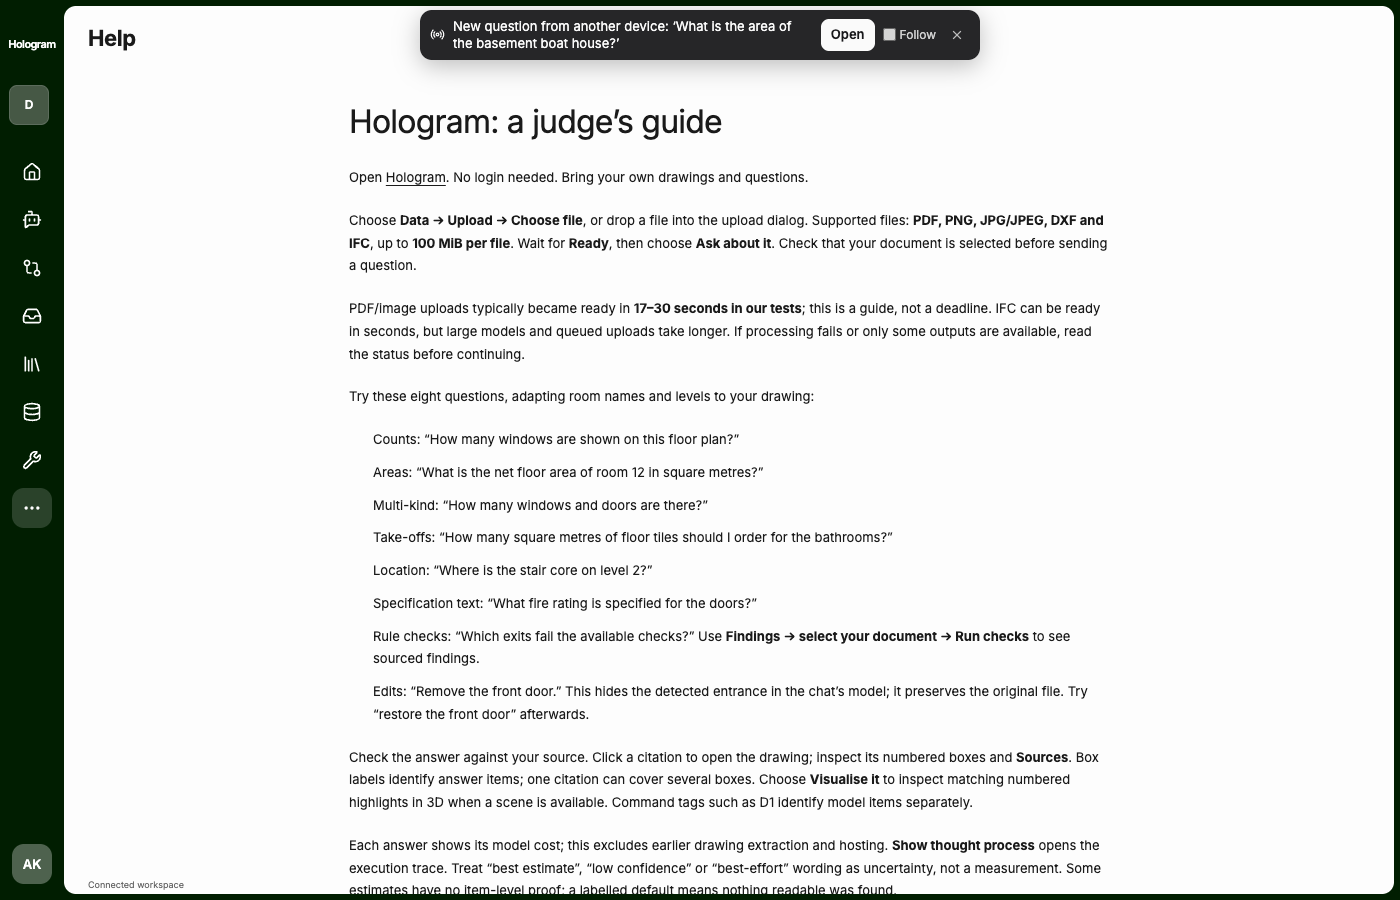 Hologram
Help
New question from another device: ‘What is the area of
the basement boat house?’
Open
Follow
D
Hologram: a judge’s guide
Open Hologram. No login needed. Bring your own drawings and questions.
Choose Data → Upload → Choose file, or drop a file into the upload dialog. Supported files: PDF, PNG, JPG/JPEG, DXF and
IFC, up to 100 MiB per file. Wait for Ready, then choose Ask about it. Check that your document is selected before sending
a question.
PDF/image uploads typically became ready in 17–30 seconds in our tests; this is a guide, not a deadline. IFC can be ready
in seconds, but large models and queued uploads take longer. If processing fails or only some outputs are available, read
the status before continuing.
Try these eight questions, adapting room names and levels to your drawing:
Counts: “How many windows are shown on this floor plan?”
Areas: “What is the net floor area of room 12 in square metres?”
Multi-kind: “How many windows and doors are there?”
Take-offs: “How many square metres of floor tiles should I order for the bathrooms?”
Location: “Where is the stair core on level 2?”
Specification text: “What fire rating is specified for the doors?”
Rule checks: “Which exits fail the available checks?” Use Findings → select your document → Run checks to see
sourced findings.
Edits: “Remove the front door.” This hides the detected entrance in the chat’s model; it preserves the original file. Try
“restore the front door” afterwards.
Check the answer against your source. Click a citation to open the drawing; inspect its numbered boxes and Sources. Box
labels identify answer items; one citation can cover several boxes. Choose Visualise it to inspect matching numbered
highlights in 3D when a scene is available. Command tags such as D1 identify model items separately.
Each answer shows its model cost; this excludes earlier drawing extraction and hosting. Show thought process opens the
execution trace. Treat “best estimate”, “low confidence” or “best-effort” wording as uncertainty, not a measurement. Some
estimates have no item-level proof; a labelled default means nothing readable was found.
AK
Connected workspace